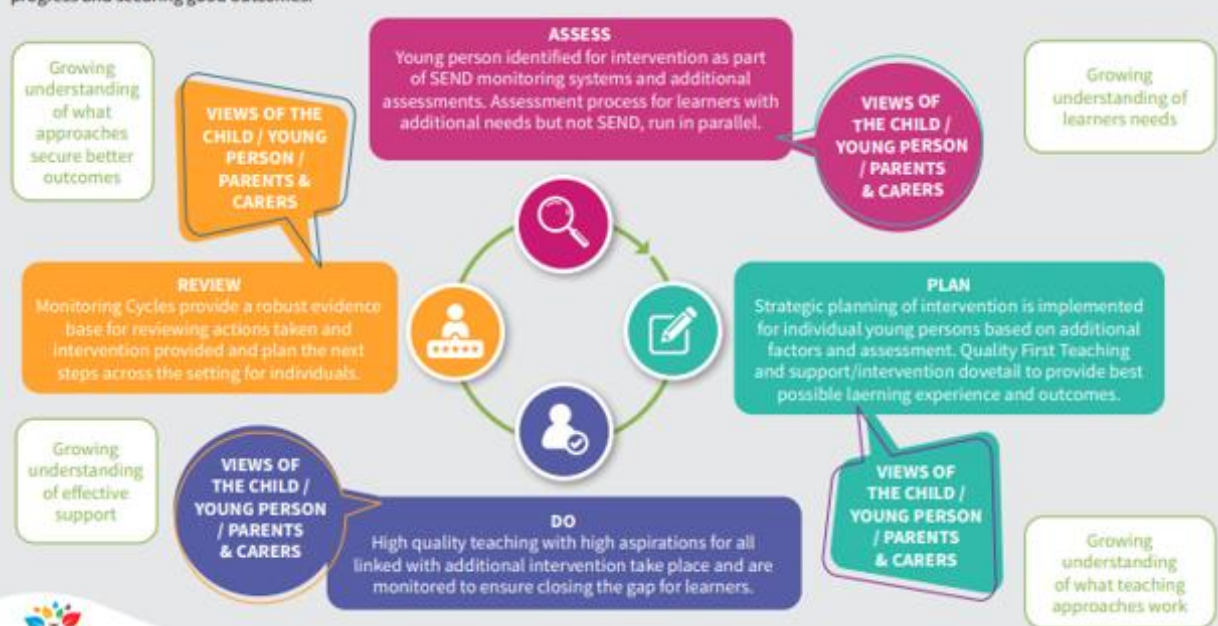 progress and securing good outcomes.
Growing
understanding
of what
approaches
secure better
outcomes
VIEWS OF THE
CHILD / YOUNG
PERSON /
PARENTS &
CARERS
ASSESS
Young person identified for intervention as part
of SEND monitoring systems and additional
assessments. Assessment process for learners with
additional needs but not SEND, run in parallel.
VIEWS OF
THE CHILD /
YOUNG PERSON
/ PARENTS
& CARERS
Growing
understanding of
learners needs
REVIEW
Monitoring Cycles provide a robust evidence
base for reviewing actions taken and
intervention provided and plan the next
steps across the setting for individuals.
PLAN
Strategic planning of intervention is implemented
for individual young persons based on additional
factors and assessment. Quality First Teaching
and support/intervention dovetail to provide best
possible laerning experience and outcomes.
Growing
understanding
of effective
support
VIEWS OF
THE CHILD /
YOUNG PERSON
/ PARENTS
& CARERS
DO
High quality teaching with high aspirations for all
linked with additional intervention take place and are
monitored to ensure closing the gap for learners.
VIEWS OF
THE CHILD /
YOUNG PERSON
/ PARENTS
& CARERS
Growing
understanding
of what teaching
approaches work